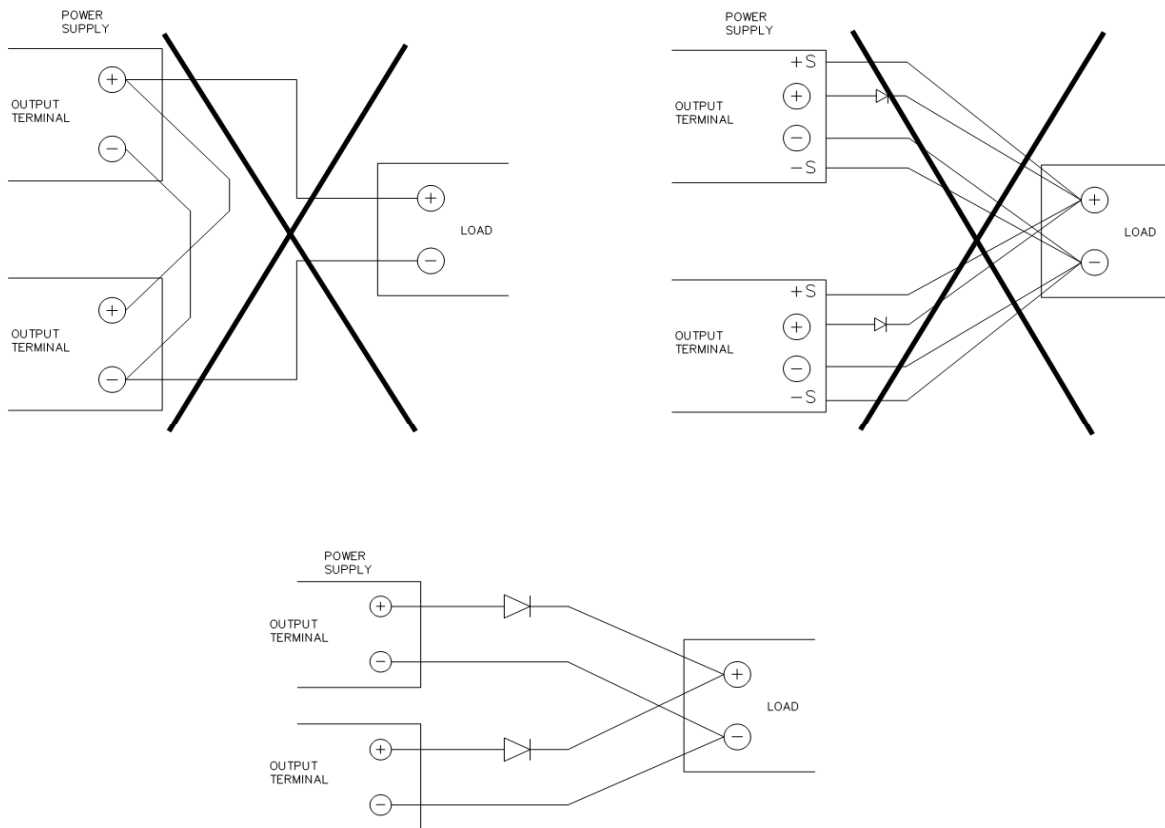 POWER
SUPPLY
+
OUTPUT
TERMINAL
−
+
LOAD
−
+
OUTPUT
TERMINAL
−
POWER
SUPPLY
+S
+
OUTPUT
TERMINAL
−
−S
+
LOAD
−
+S
+
OUTPUT
TERMINAL
−
−S
POWER
SUPPLY
+
OUTPUT
TERMINAL
−
+
LOAD
−
+
OUTPUT
TERMINAL
−